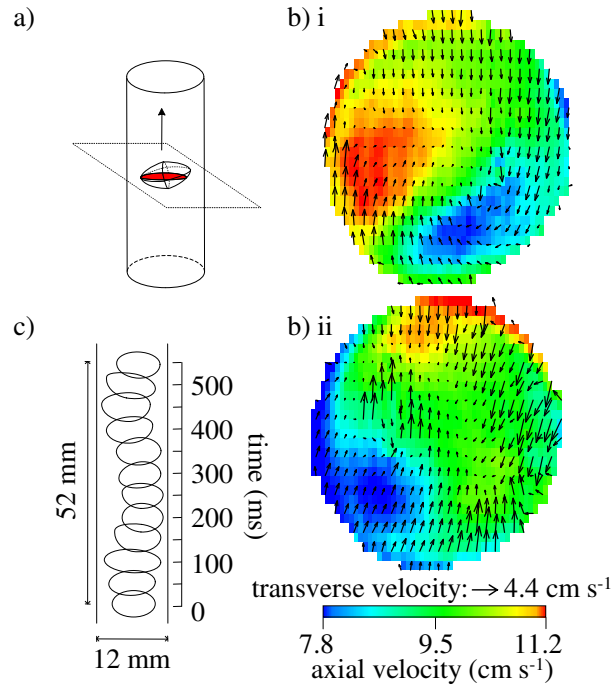 a)
b) i
c)
52 mm
500
400
300
200
100
0
time (ms)
12 mm
b) ii
transverse velocity: → 4.4 cm s⁻¹
7.8 9.5 11.2
axial velocity (cm s⁻¹)